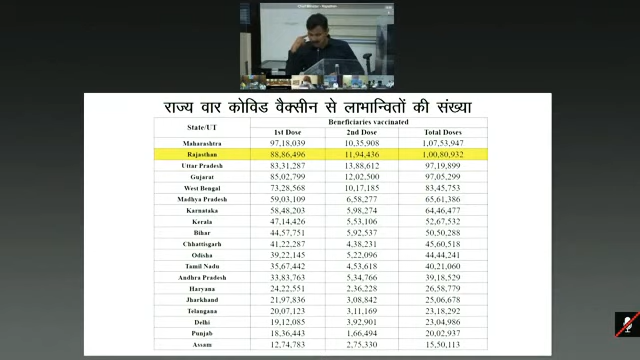 राज्य वार कोविड वैक्सीन से लाभान्वितों की संख्या
State/UT Beneficiaries vaccinated
1st Dose 2nd Dose Total Doses
Maharashtra 97,18,039 10,35,908 1,07,53,947
Rajasthan 88,86,496 11,94,436 1,00,80,932
Uttar Pradesh 83,31,287 13,88,612 97,19,899
Gujarat 85,02,799 12,02,500 97,05,299
West Bengal 73,28,568 10,17,185 83,45,753
Madhya Pradesh 59,03,109 6,58,277 65,61,386
Karnataka 58,48,203 5,98,274 64,46,477
Kerala 47,14,426 5,53,106 52,67,532
Bihar 44,57,751 5,92,537 50,50,288
Chhattisgarh 41,22,287 4,38,231 45,60,518
Odisha 39,22,145 5,22,096 44,44,241
Tamil Nadu 35,67,442 4,53,618 40,21,060
Andhra Pradesh 33,83,763 5,34,766 39,18,529
Haryana 24,22,551 2,36,228 26,58,779
Jharkhand 21,97,836 3,08,842 25,06,678
Telangana 20,07,123 3,11,169 23,18,292
Delhi 19,12,085 3,92,901 23,04,986
Punjab 18,36,443 1,66,494 20,02,937
Assam 12,74,783 2,75,330 15,50,113